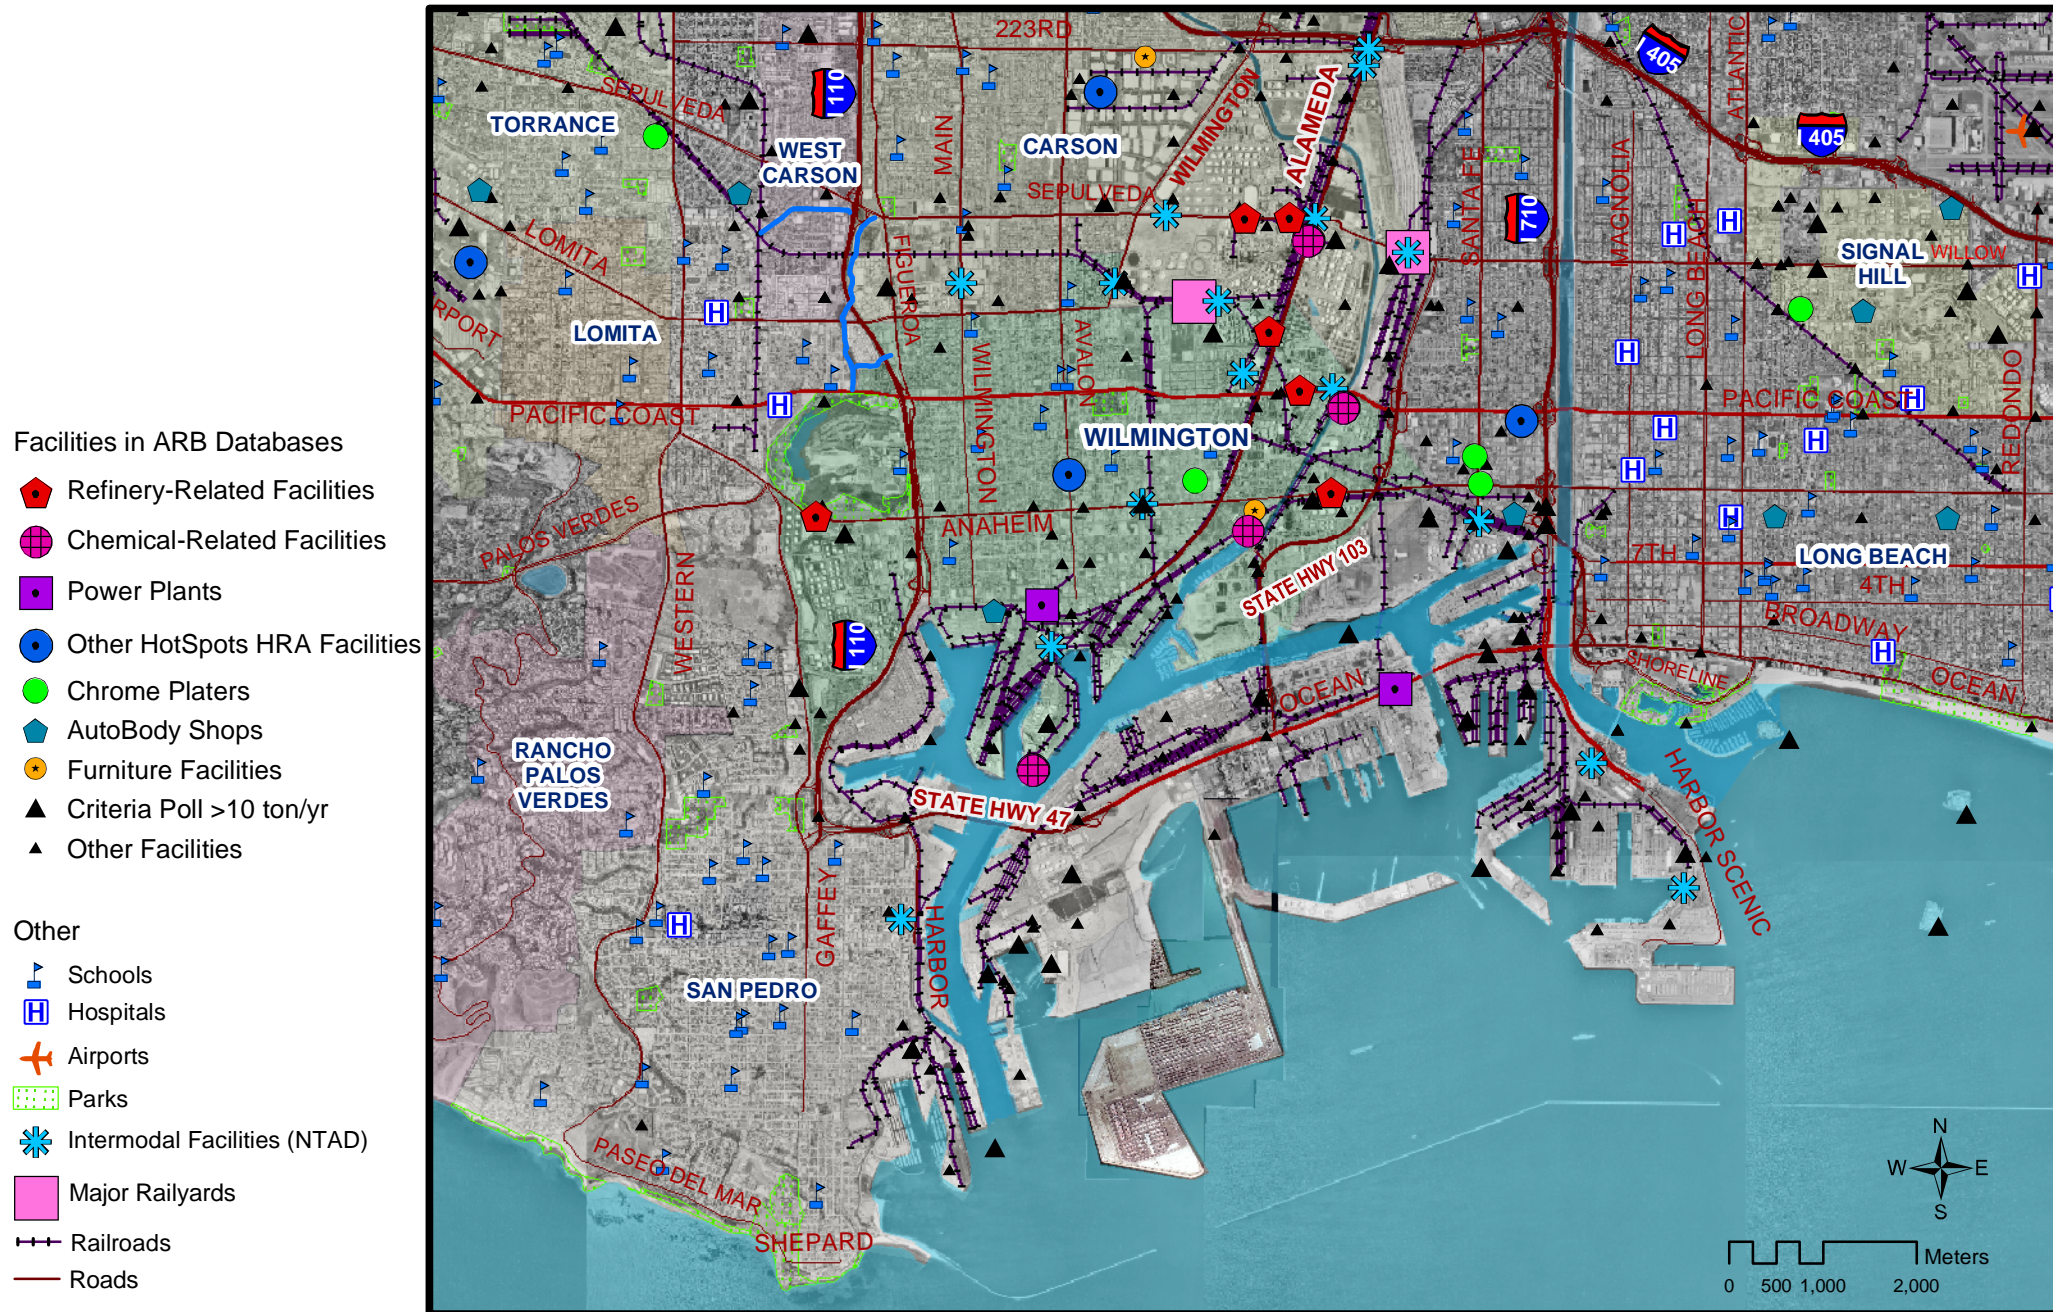 Facilities in ARB Databases
Refinery-Related Facilities
Chemical-Related Facilities
Power Plants
Other HotSpots HRA Facilities
Chrome Platers
AutoBody Shops
Furniture Facilities
Criteria Poll >10 ton/yr
Other Facilities
Other
Schools
H Hospitals
Airports
Parks
Intermodal Facilities (NTAD)
Major Railyards
Railroads
Roads
223RD
405
ATLANTIC
110
SEPULVEDA
TORRANCE
WEST
CARSON
MAIN
CARSON
WILMINGTON
ALAMEDA
405
SANTA FE
MAGNOLIA
SEPULVEDA
710
H
H
LOMITA
FIGUEROA
LONG BEACH
SIGNAL
HILL
WILLOW
H
RPORT
LOMITA
H
WILMINGTON
AVALON
H
REDONDO
PACIFIC COAST
H
PACIFIC COAST
H
WILMINGTON
H
H
H
PALOS VERDES
ANAHEIM
H
WESTERN
STATE HWY 103
7TH
LONG BEACH
4TH
BROADWAY
110
H
SHORELINE
OCEAN
OCEAN
RANCHO
PALOS
VERDES
STATE HWY 47
HARBOR SCENIC
GAFFEY
HARBOR
H
SAN PEDRO
PASEO DEL MAR
SHEPARD
N
W E
S
Meters
0 500 1,000 2,000